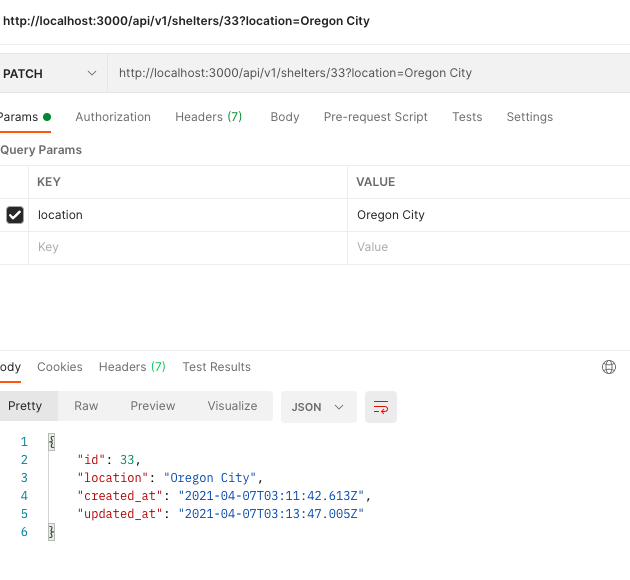 http://localhost:3000/api/v1/shelters/33?location=Oregon City
PATCH http://localhost:3000/api/v1/shelters/33?location=Oregon City
Params Authorization Headers (7) Body Pre-request Script Tests Settings
Query Params
KEY VALUE
location Oregon City
Key Value
ody Cookies Headers (7) Test Results
Pretty Raw Preview Visualize JSON
1 {
2 "id": 33,
3 "location": "Oregon City",
4 "created_at": "2021-04-07T03:11:42.613Z",
5 "updated_at": "2021-04-07T03:13:47.005Z"
6 }